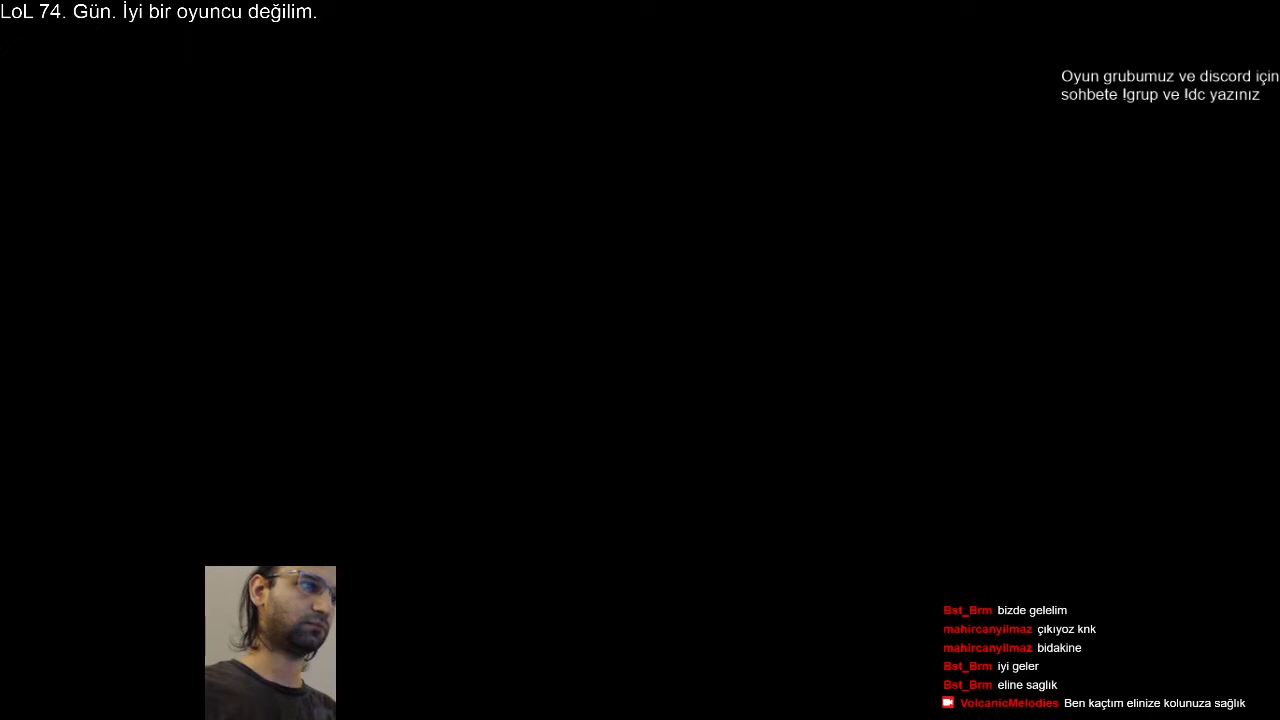 LoL 74. Gün. İyi bir oyuncu değilim.
Oyun grubumuz ve discord için
sohbete !grup ve !dc yazınız
Bst_Brm bizde gelelim
mahircanyilmaz çıkıyoz knk
mahircanyilmaz bidakine
Bst_Brm iyi geler
Bst_Brm eline saglık
VolcanicMelodies Ben kaçtım elinize kolunuza sağlık